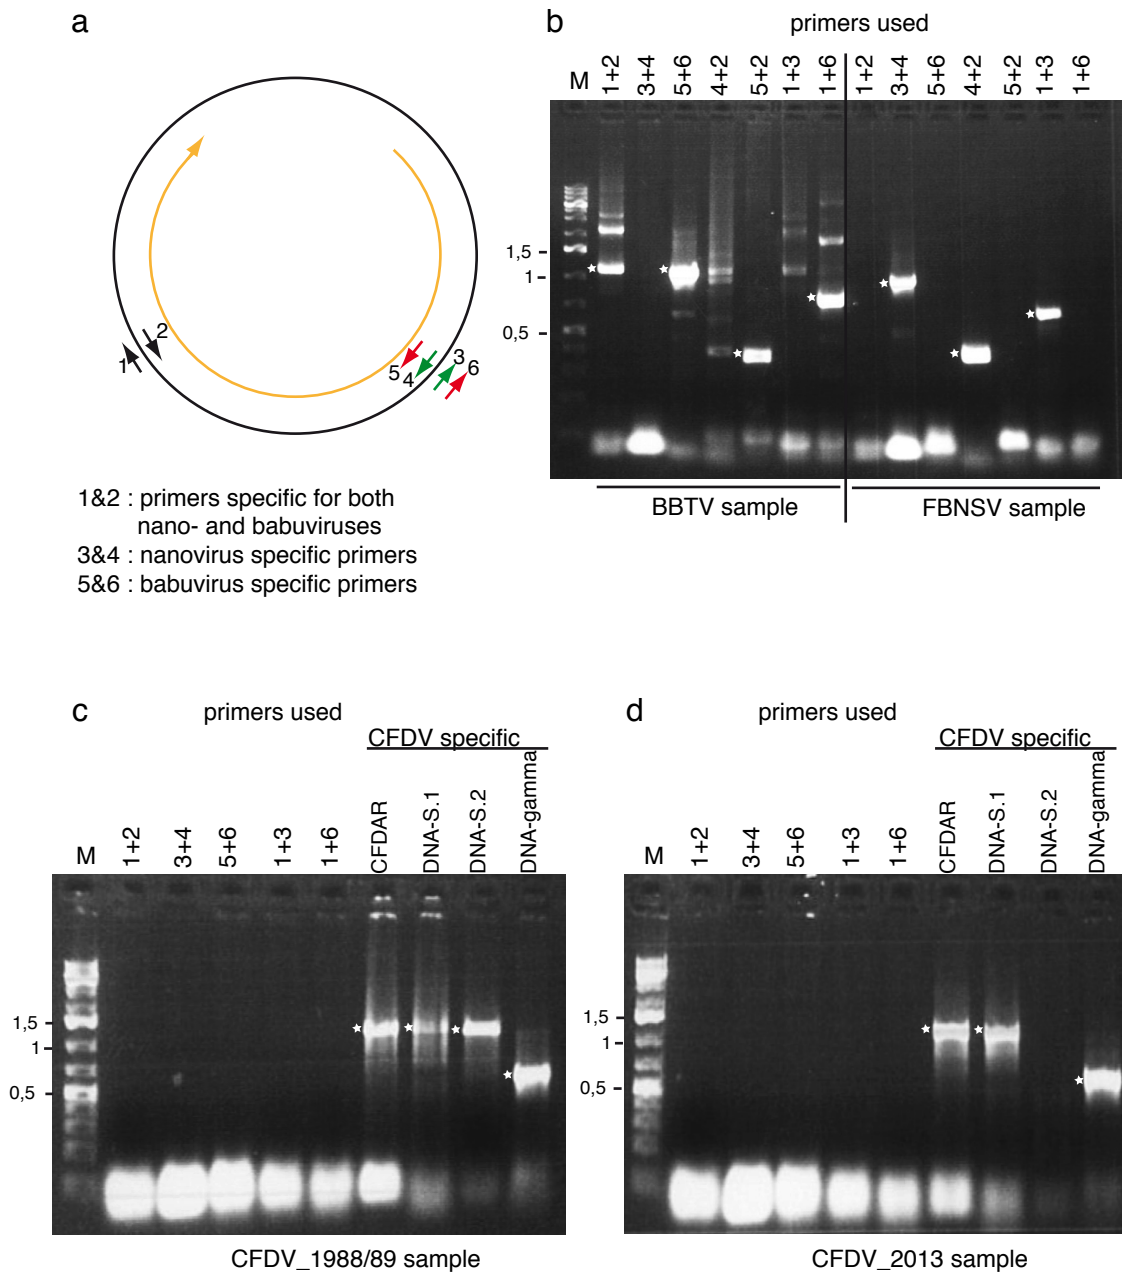 a
1
2
5
4
3
6
1&2 : primers specific for both
nano- and babuviruses
3&4 : nanovirus specific primers
5&6 : babuvirus specific primers
b
primers used
M 1+2 3+4 5+6 4+2 5+2 1+3 1+6 1+2 3+4 5+6 4+2 5+2 1+3 1+6
1,5
1
0,5
BBTV sample FBNSV sample
c
primers used
CFDV specific
M 1+2 3+4 5+6 1+3 1+6 CFDAR DNA-S.1 DNA-S.2 DNA-gamma
1,5
1
0,5
CFDV_1988/89 sample
d
primers used
CFDV specific
M 1+2 3+4 5+6 1+3 1+6 CFDAR DNA-S.1 DNA-S.2 DNA-gamma
1,5
1
0,5
CFDV_2013 sample